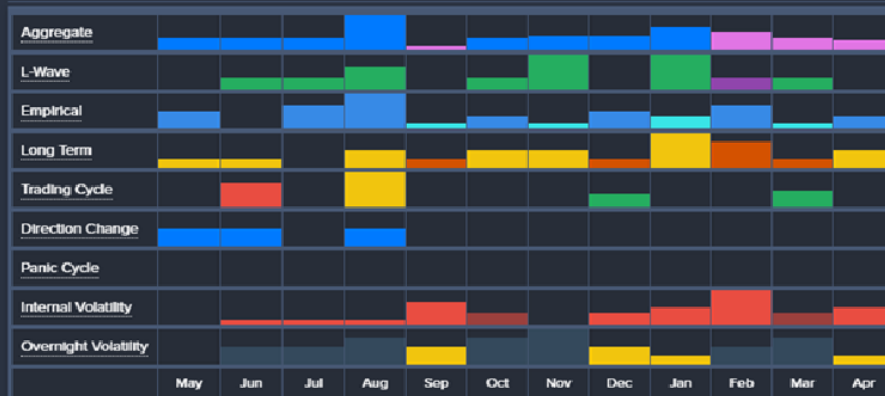 Aggregate
L-Wave
Empirical
Long Term
Trading Cycle
Direction Change
Panic Cycle
Internal Volatility
Overnight Volatility
May Jun Jul Aug Sep Oct Nov Dec Jan Feb Mar Apr